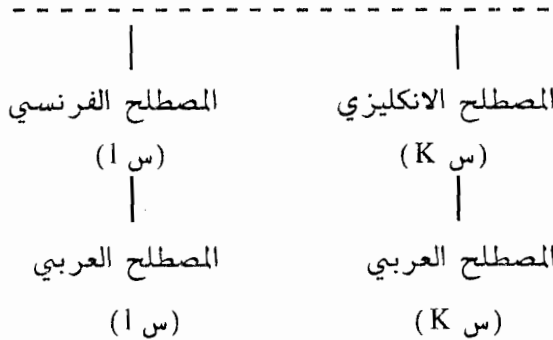 المصطلح الانكليزي المصطلح الفرنسي
(س K) (س l)
المصطلح العربي المصطلح العربي
(س K) (س l)